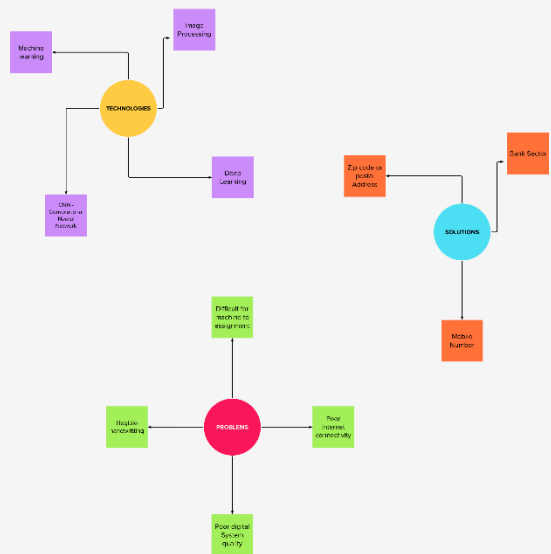 Image
Processing
Machine
learning
TECHNOLOGIES
Deep
Learning
CNN -
Neural
Network
Bank Sector
Zip code or
postal
Address
SOLUTIONS
Mobile
Number
Difficult for
machine to
assignment
Illegible
handwriting
PROBLEMS
Poor
Internet
connectivity
Poor digital
System
quality